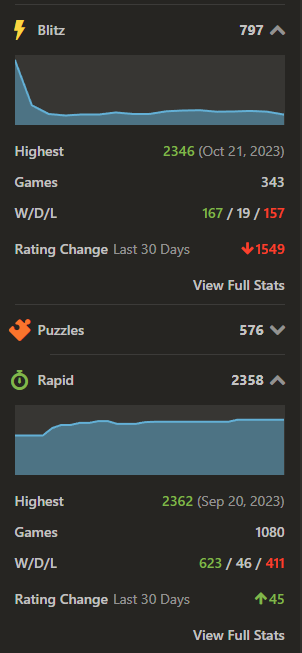 Blitz 797
Highest 2346 (Oct 21, 2023)
Games 343
W/D/L 167 / 19 / 157
Rating Change Last 30 Days 1549
View Full Stats
Puzzles 576
Rapid 2358
Highest 2362 (Sep 20, 2023)
Games 1080
W/D/L 623 / 46 / 411
Rating Change Last 30 Days 45
View Full Stats